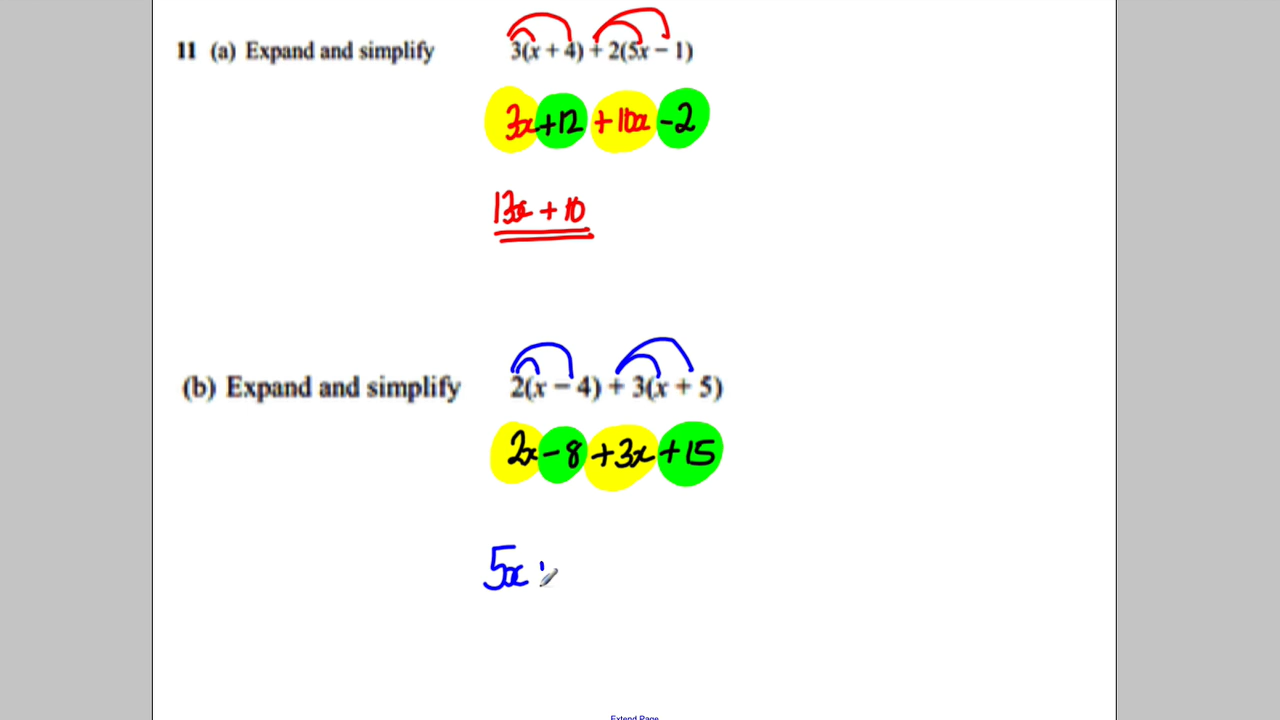 11 (a) Expand and simplify 3(x + 4) + 2(5x − 1)
3x +12 +10x -2
13x + 10
(b) Expand and simplify 2(x − 4) + 3(x + 5)
2x - 8 + 3x + 15
5x
Extend Page